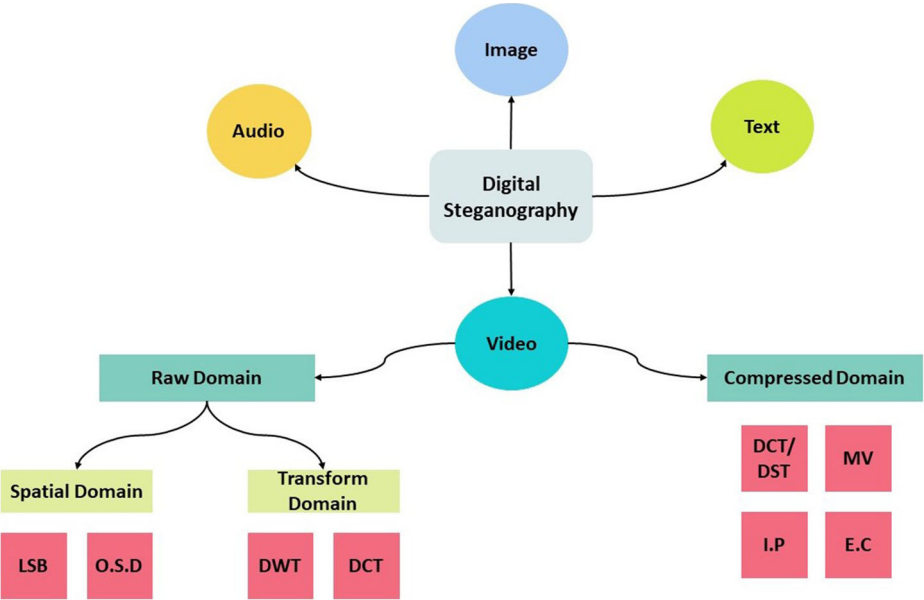 Image
Audio
Text
Digital
Steganography
Video
Raw Domain
Compressed Domain
Spatial Domain
Transform
Domain
DCT/
DST
MV
I.P
E.C
LSB
O.S.D
DWT
DCT